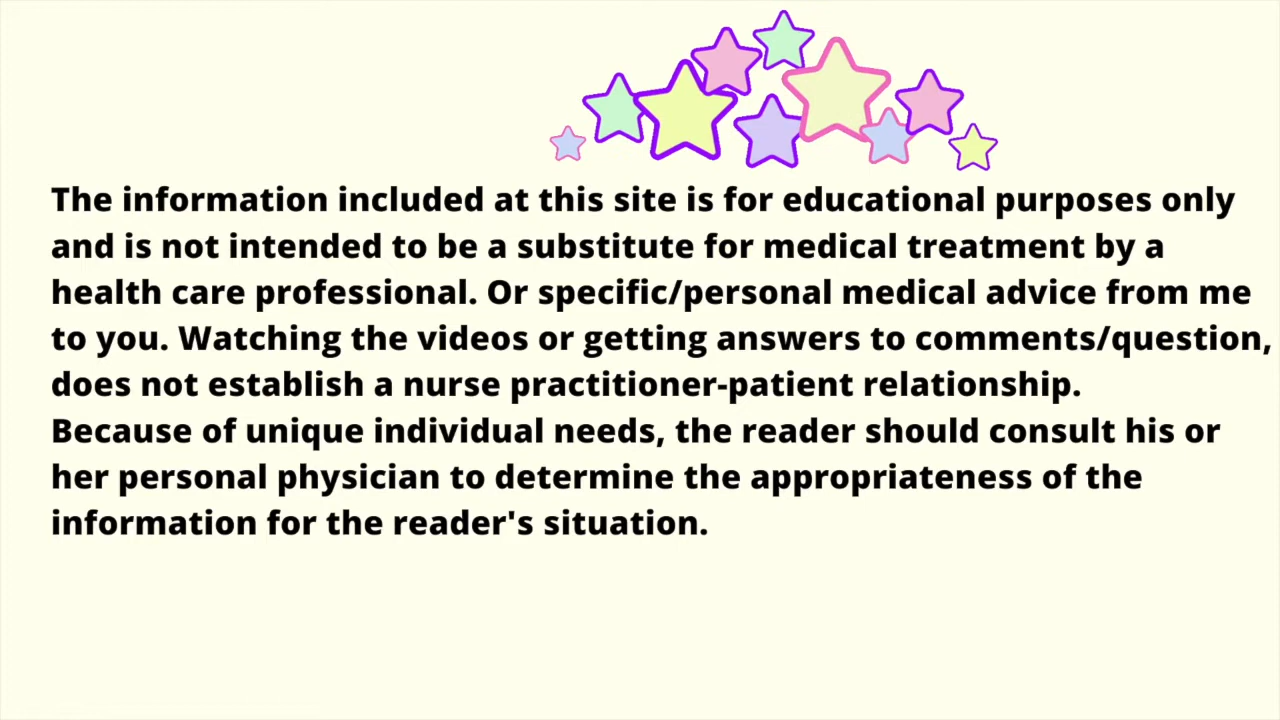 The information included at this site is for educational purposes only
and is not intended to be a substitute for medical treatment by a
health care professional. Or specific/personal medical advice from me
to you. Watching the videos or getting answers to comments/question,
does not establish a nurse practitioner-patient relationship.
Because of unique individual needs, the reader should consult his or
her personal physician to determine the appropriateness of the
information for the reader's situation.